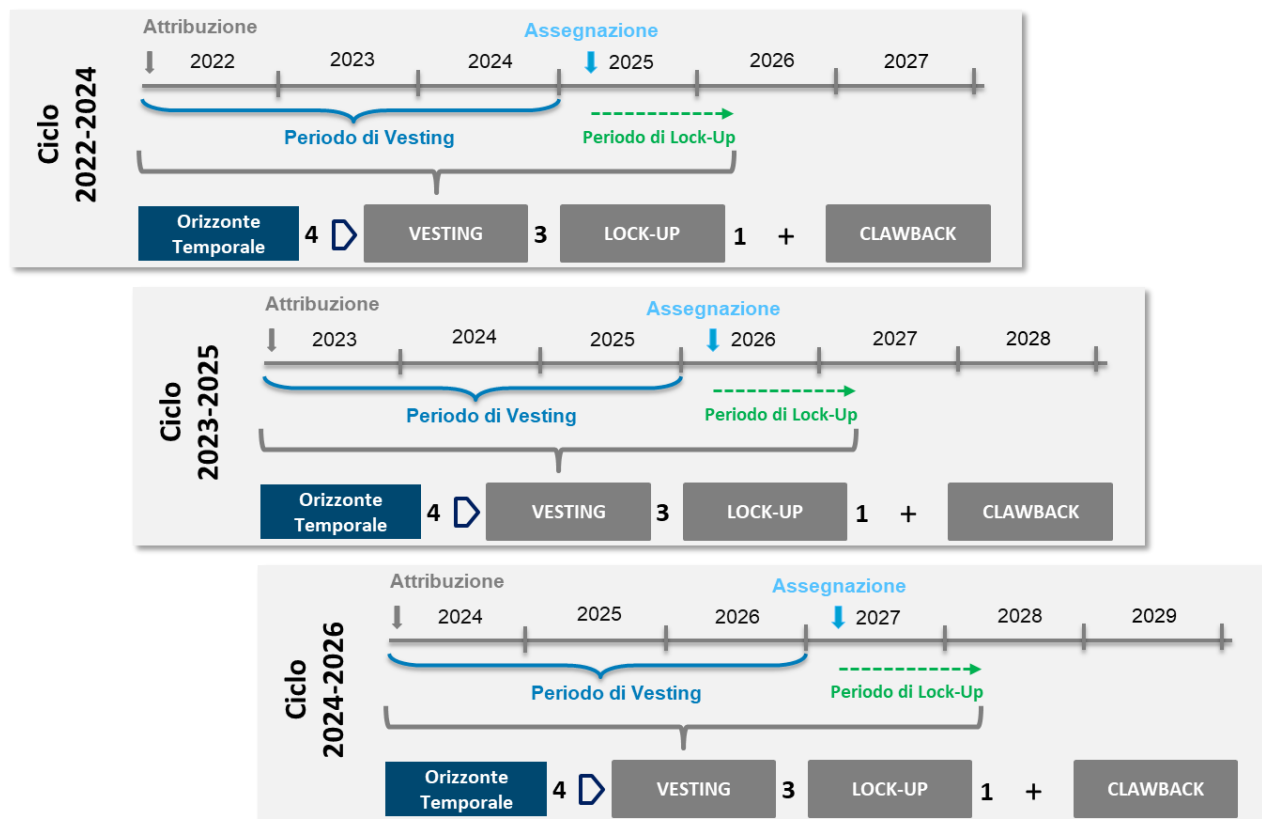 Attribuzione
Assegnazione
2022 2023 2024 2025 2026 2027
Ciclo
2022-2024
Periodo di Vesting
Periodo di Lock-Up
Orizzonte
Temporale
4 VESTING 3 LOCK-UP 1 + CLAWBACK
Attribuzione
Assegnazione
2023 2024 2025 2026 2027 2028
Ciclo
2023-2025
Periodo di Vesting
Periodo di Lock-Up
Orizzonte
Temporale
4 VESTING 3 LOCK-UP 1 + CLAWBACK
Attribuzione
Assegnazione
2024 2025 2026 2027 2028 2029
Ciclo
2024-2026
Periodo di Vesting
Periodo di Lock-Up
Orizzonte
Temporale
4 VESTING 3 LOCK-UP 1 + CLAWBACK